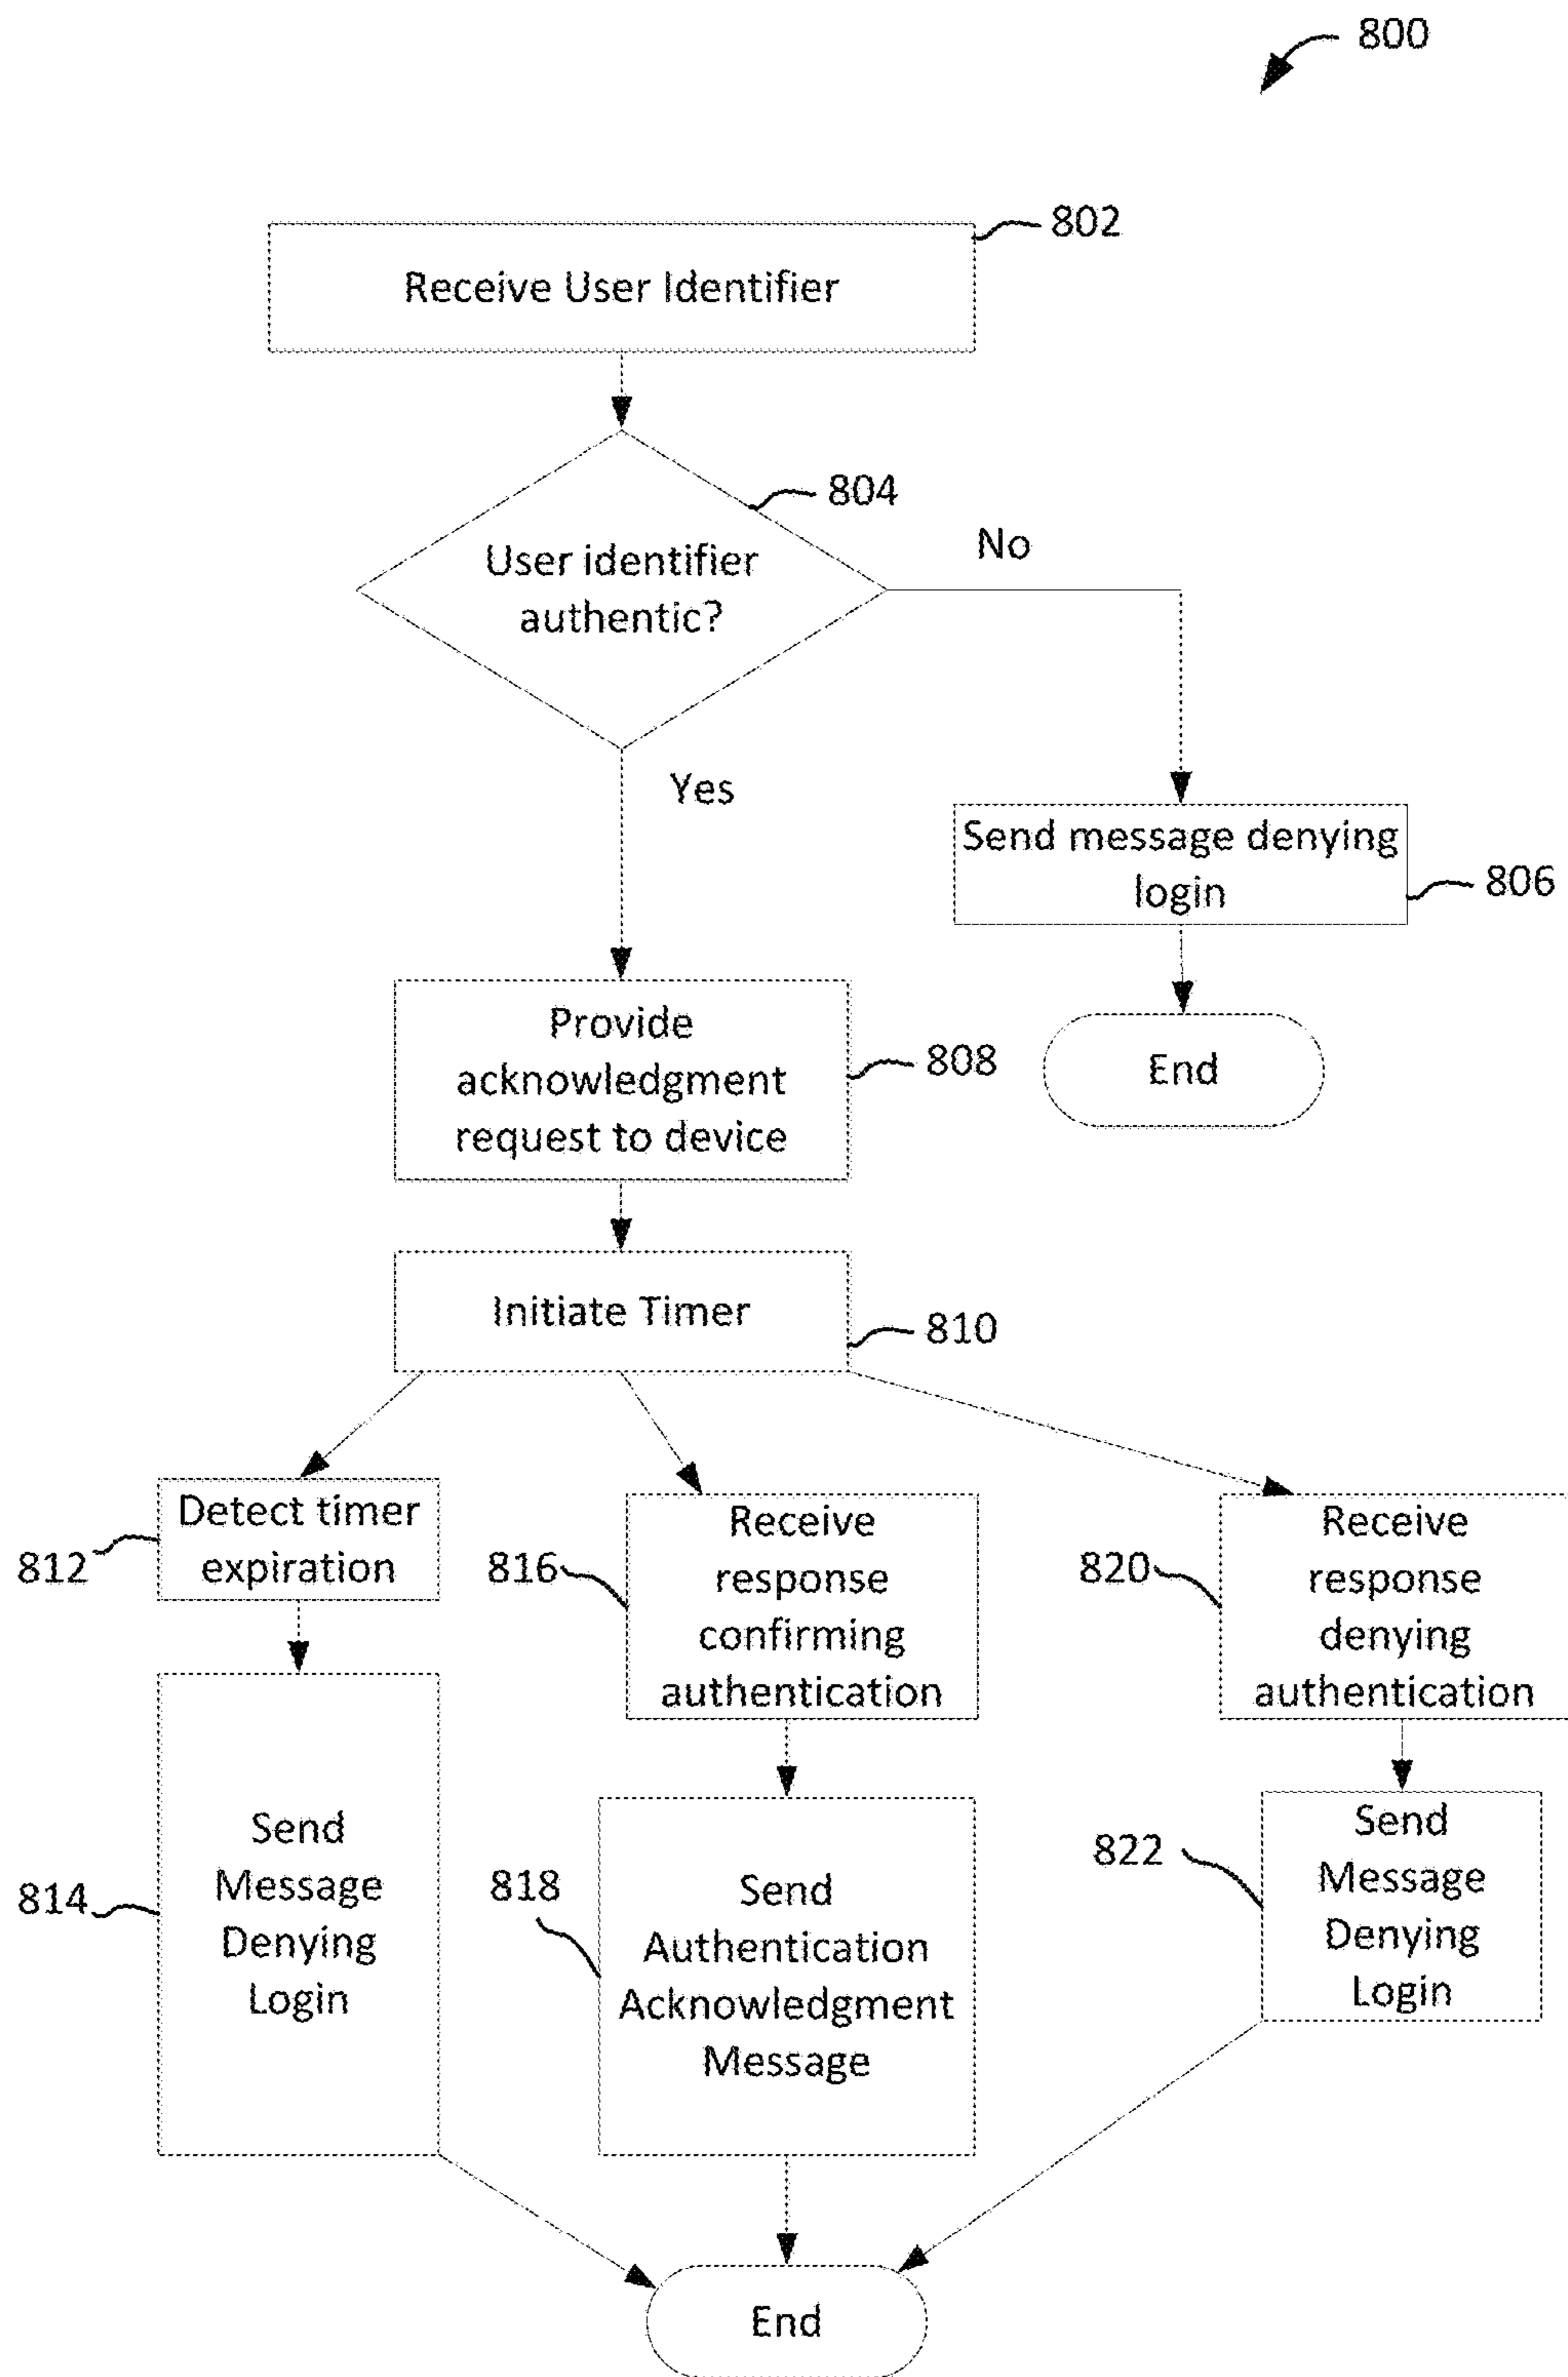 800
802
Receive User Identifier
804
User identifier
authentic?
No
Yes
Send message denying
login
806
End
Provide
acknowledgment
request to device
808
Initiate Timer
810
Detect timer
expiration
812
Receive
response
confirming
authentication
816
Receive
response
denying
authentication
820
Send
Message
Denying
Login
814
Send
Authentication
Acknowledgment
Message
818
Send
Message
Denying
Login
822
End